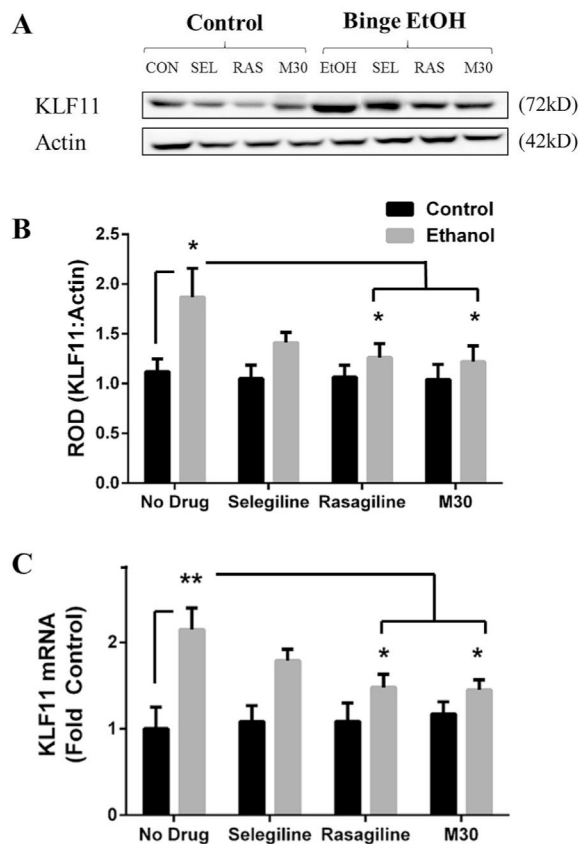 A
Control Binge EtOH
CON SEL RAS M30 EtOH SEL RAS M30
KLF11 (72kD)
Actin (42kD)
B
Control
Ethanol
ROD (KLF11:Actin)
2.5
2.0
1.5
1.0
0.5
0.0
*
*
*
No Drug Selegiline Rasagiline M30
C
KLF11 mRNA
(Fold Control)
2
1
0
**
*
*
No Drug Selegiline Rasagiline M30